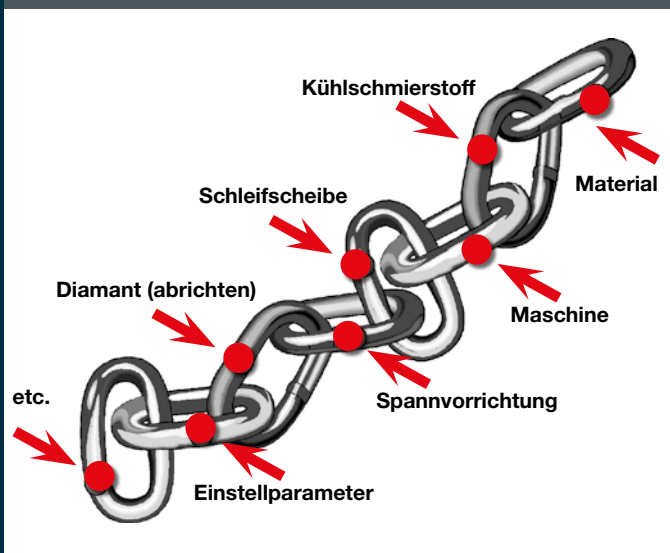 Kühlschmierstoff
Material
Schleifscheibe
Maschine
Diamant (abrichten)
Spannvorrichtung
etc.
Einstellparameter